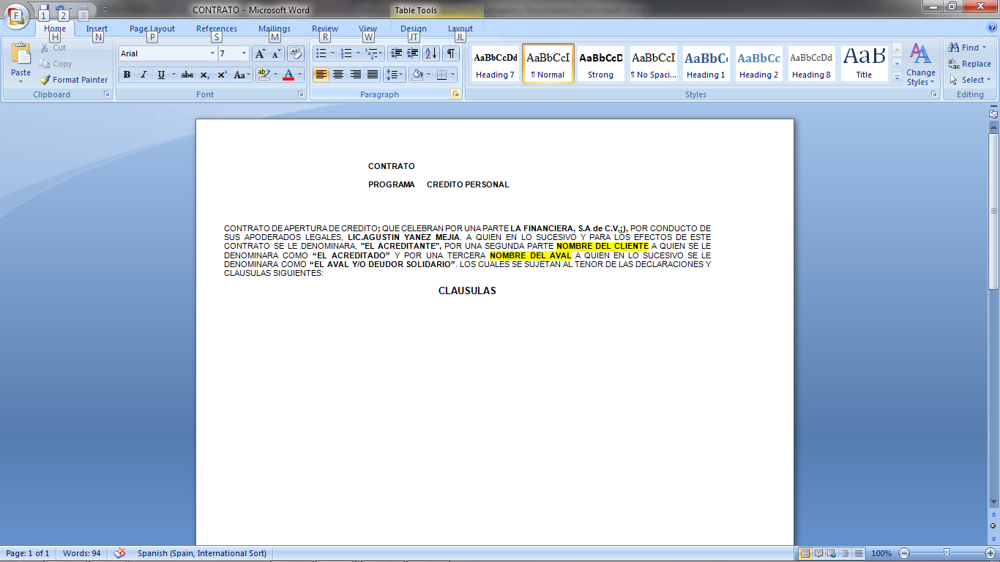 CONTRATO - Microsoft Word
Table Tools
F
1
2
3
Home
Insert
Page Layout
References
Mailings
Review
View
Design
Layout
H
N
P
S
M
R
W
JT
JL
Paste
Cut
Copy
Format Painter
Clipboard
Arial
7
Font
Paragraph
AaBbCcDd
Heading 7
AaBbCcI
¶ Normal
AaBbCcD
Strong
AaBbCcI
¶ No Spaci...
AaBbC
Heading 1
AaBbCc
Heading 2
AaBbCcDd
Heading 8
AaB
Title
Change
Styles
Styles
Find
Replace
Select
Editing
CONTRATO
PROGRAMA CREDITO PERSONAL
CONTRATO DE APERTURA DE CREDITO; QUE CELEBRAN POR UNA PARTE LA FINANCIERA, S.A de C.V.;), POR CONDUCTO DE
SUS APODERADOS LEGALES, LIC.AGUSTIN YANEZ MEJIA. A QUIEN EN LO SUCESIVO Y PARA LOS EFECTOS DE ESTE
CONTRATO SE LE DENOMINARA, "EL ACREDITANTE", POR UNA SEGUNDA PARTE NOMBRE DEL CLIENTE A QUIEN SE LE
DENOMINARA COMO “EL ACREDITADO” Y POR UNA TERCERA NOMBRE DEL AVAL A QUIEN EN LO SUCESIVO SE LE
DENOMINARA COMO “EL AVAL Y/O DEUDOR SOLIDARIO”. LOS CUALES SE SUJETAN AL TENOR DE LAS DECLARACIONES Y
CLAUSULAS SIGUIENTES:
CLAUSULAS
Page: 1 of 1
Words: 94
Spanish (Spain, International Sort)
100%